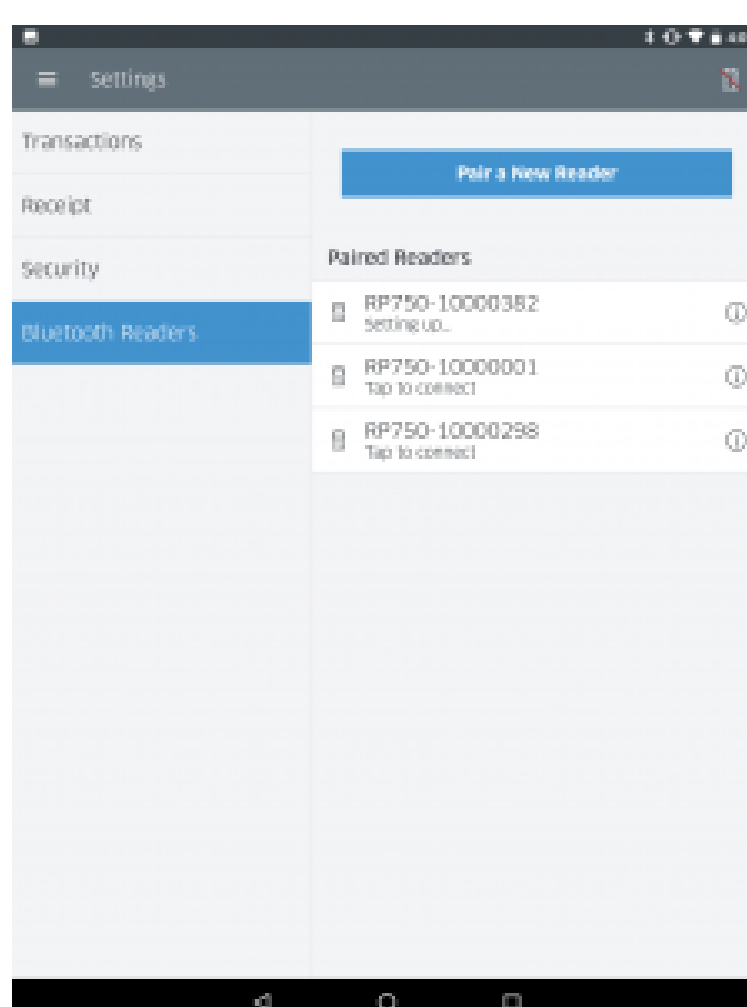 Settings
Transactions
Receipt
Security
Bluetooth Readers
Pair a New Reader
Paired Readers
RP750-10000382
Setting up...
RP750-10000001
Tap to connect
RP750-10000298
Tap to connect